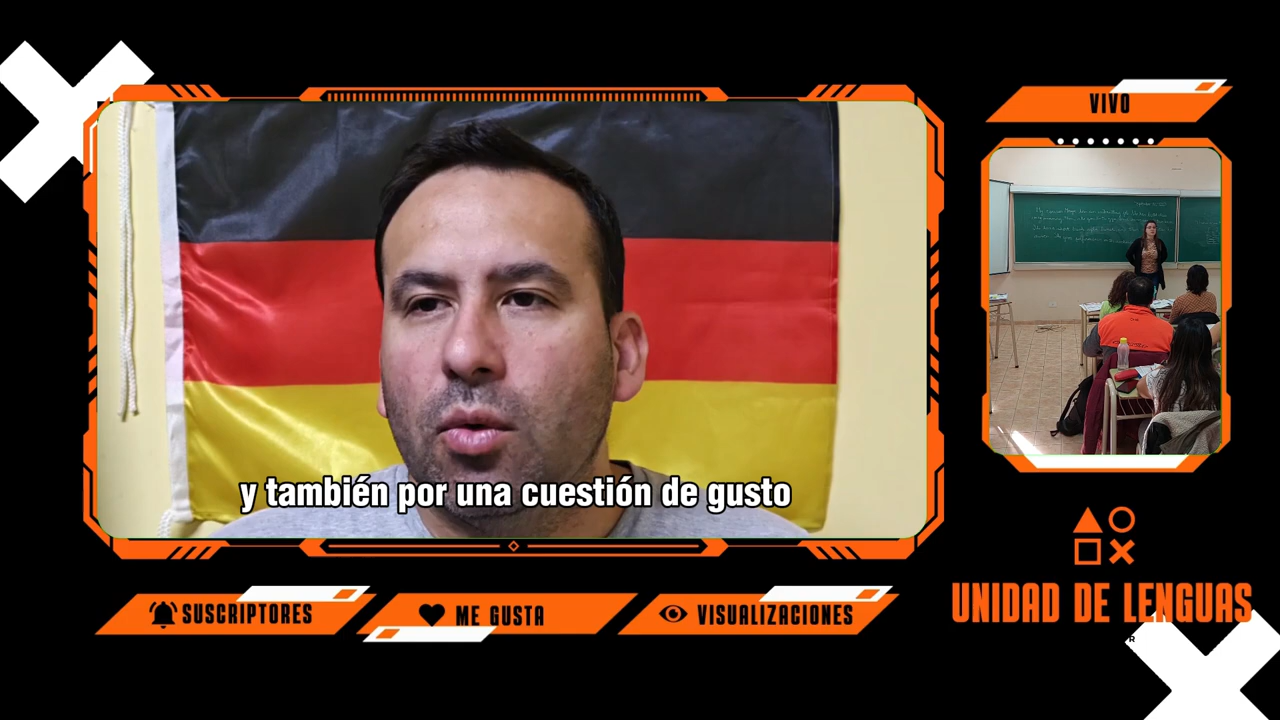 VIVO
y también por una cuestión de gusto
SUSCRIPTORES
ME GUSTA
VISUALIZACIONES
UNIDAD DE LENGUAS
R